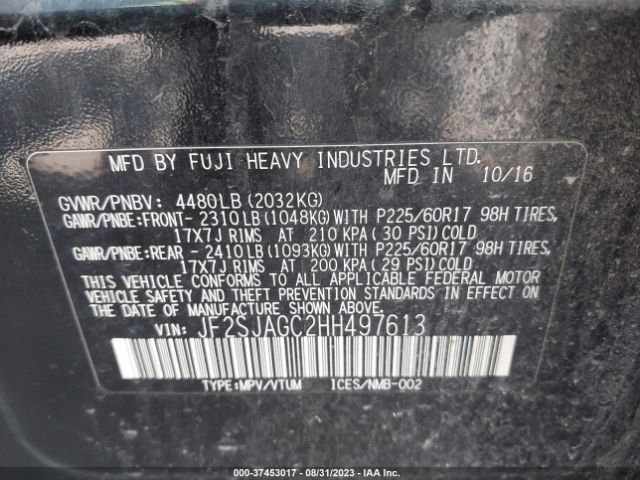 MFD BY FUJI HEAVY INDUSTRIES LTD.
MFD IN 10/16
GVWR/PNBV: 4480LB(2032KG)
GAWR/PNBE:FRONT- 2310LB(1048KG)WITH P225/60R17 98H TIRES,
17X7J RIMS AT 210 KPA(30 PSI)COLD
GAWR/PNBE:REAR - 2410LB(1093KG)WITH P225/60R17 98H TIRES,
17X7J RIMS AT 200 KPA(29 PSI)COLD
THIS VEHICLE CONFORMS TO ALL APPLICABLE FEDERAL MOTOR
VEHICLE SAFETY AND THEFT PREVENTION STANDARDS IN EFFECT ON
THE DATE OF MANUFACTURE SHOWN ABOVE.
VIN: JF2SJAGC2HH497613
TYPE:MPV/VTUM ICES/NMB-002
000-37453017 - 08/31/2023 - IAA Inc.